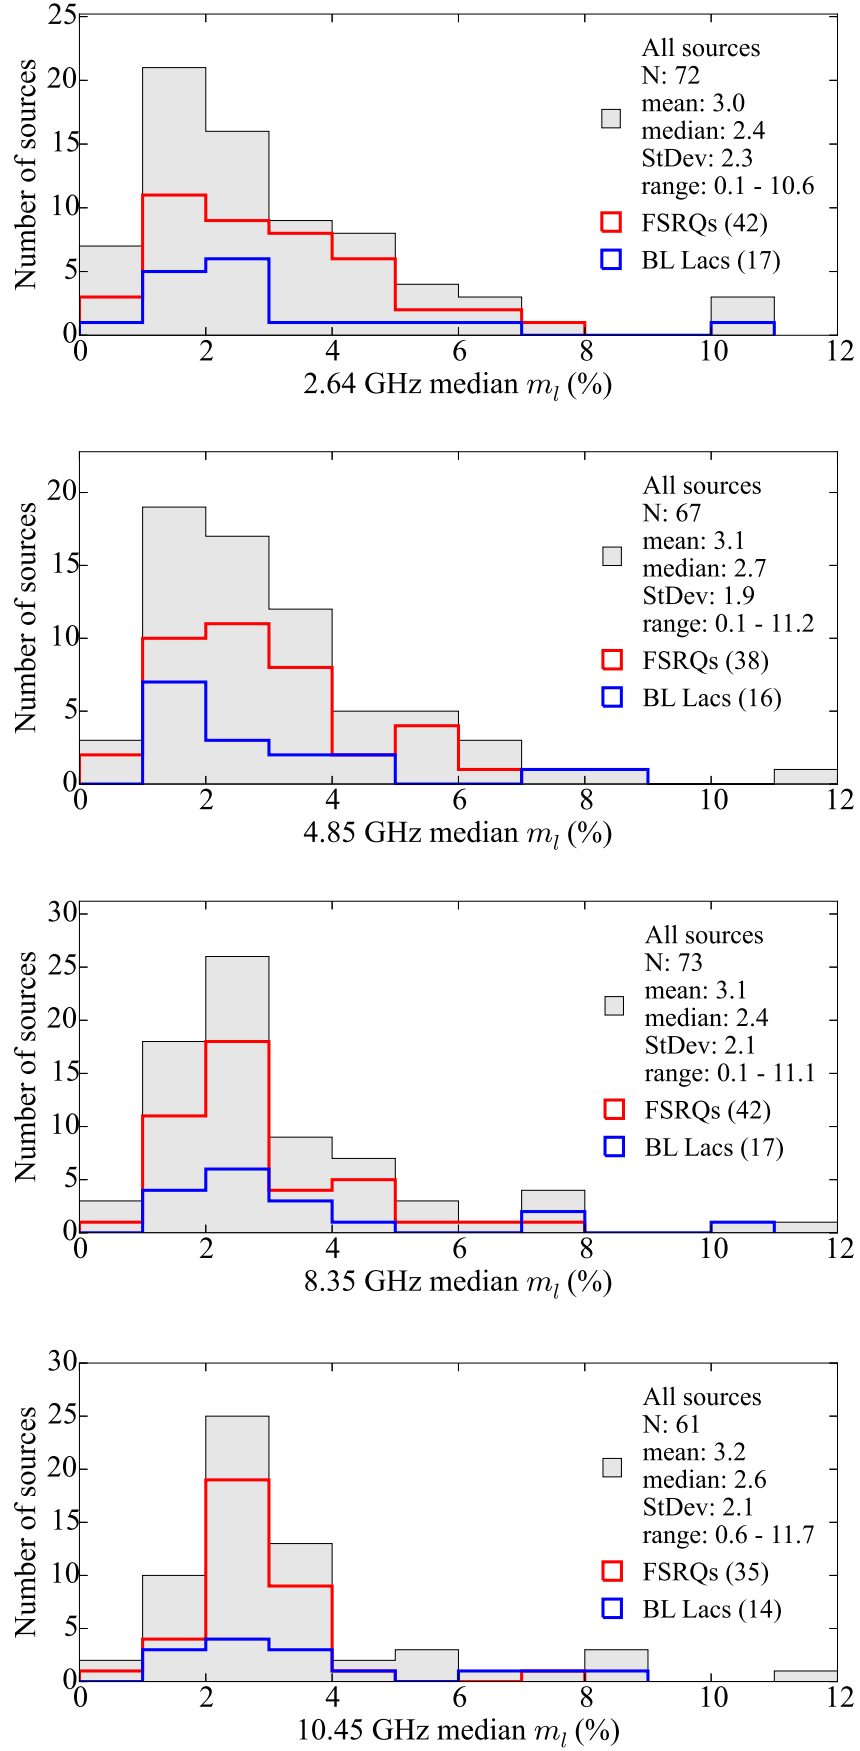 25
20
15
10
5
0
Number of sources
All sources
N: 72
mean: 3.0
median: 2.4
StDev: 2.3
range: 0.1 - 10.6
FSRQs (42)
BL Lacs (17)
0 2 4 6 8 10 12
2.64 GHz median m_l (%)
20
15
10
5
0
Number of sources
All sources
N: 67
mean: 3.1
median: 2.7
StDev: 1.9
range: 0.1 - 11.2
FSRQs (38)
BL Lacs (16)
0 2 4 6 8 10 12
4.85 GHz median m_l (%)
30
25
20
15
10
5
0
Number of sources
All sources
N: 73
mean: 3.1
median: 2.4
StDev: 2.1
range: 0.1 - 11.1
FSRQs (42)
BL Lacs (17)
0 2 4 6 8 10 12
8.35 GHz median m_l (%)
30
25
20
15
10
5
0
Number of sources
All sources
N: 61
mean: 3.2
median: 2.6
StDev: 2.1
range: 0.6 - 11.7
FSRQs (35)
BL Lacs (14)
0 2 4 6 8 10 12
10.45 GHz median m_l (%)